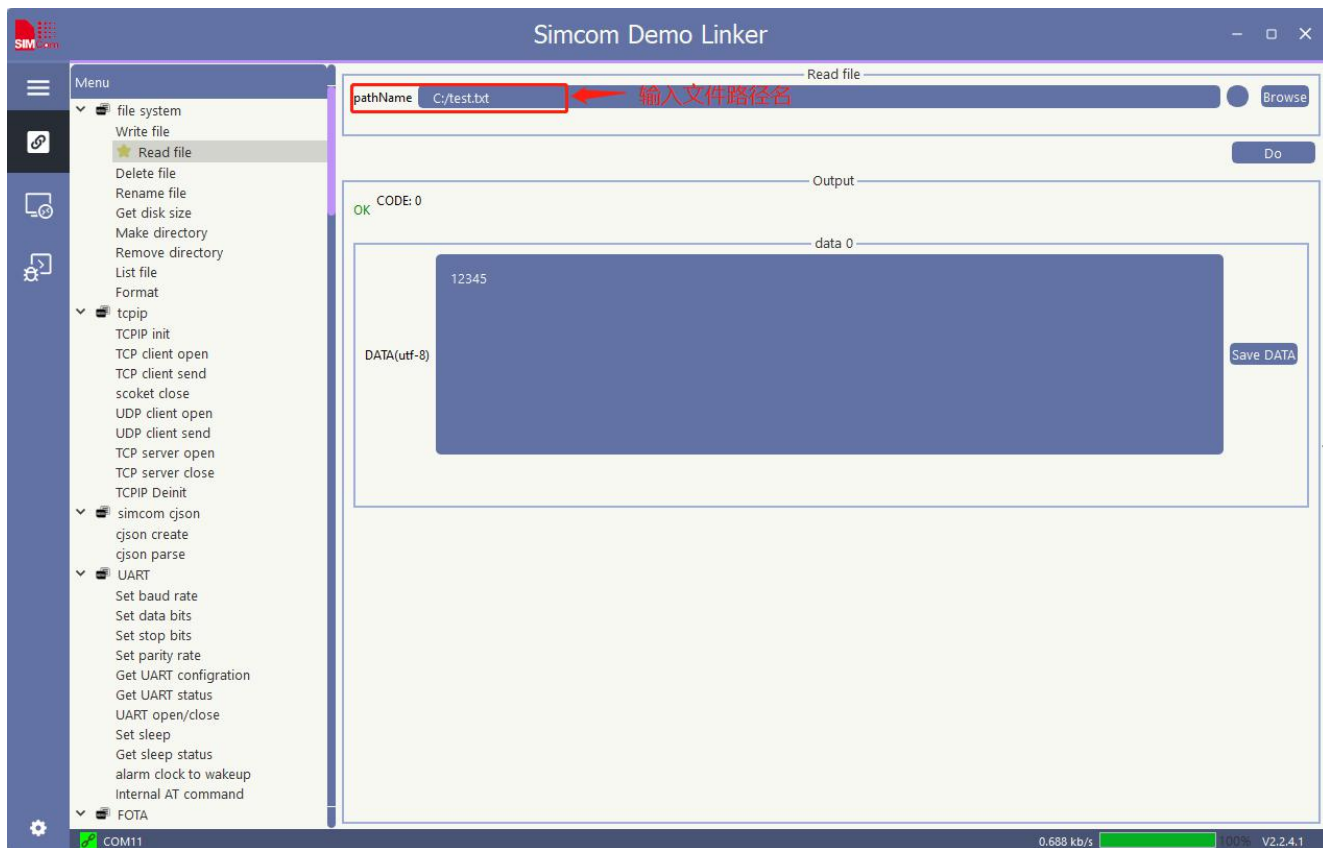 SIMCom
Simcom Demo Linker
Menu
file system
Write file
Read file
Delete file
Rename file
Get disk size
Make directory
Remove directory
List file
Format
tcpip
TCPIP init
TCP client open
TCP client send
scoket close
UDP client open
UDP client send
TCP server open
TCP server close
TCPIP Deinit
simcom cjson
cjson create
cjson parse
UART
Set baud rate
Set data bits
Set stop bits
Set parity rate
Get UART configration
Get UART status
UART open/close
Set sleep
Get sleep status
alarm clock to wakeup
Internal AT command
FOTA
Read file
pathName C:/test.txt 输入文件路径名 Browse
Do
Output
OK CODE: 0
data 0
12345
DATA(utf-8) Save DATA
COM11 0.688 kb/s 100% V2.2.4.1